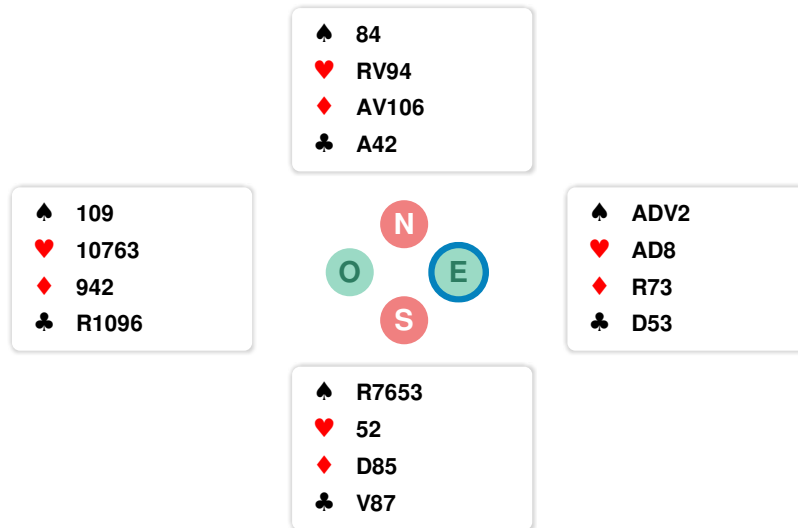 ♠ 84
♥ RV94
♦ AV106
♣ A42
♠ 109
♥ 10763
♦ 942
♣ R1096
N
O E
S
♠ ADV2
♥ AD8
♦ R73
♣ D53
♠ R7653
♥ 52
♦ D85
♣ V87